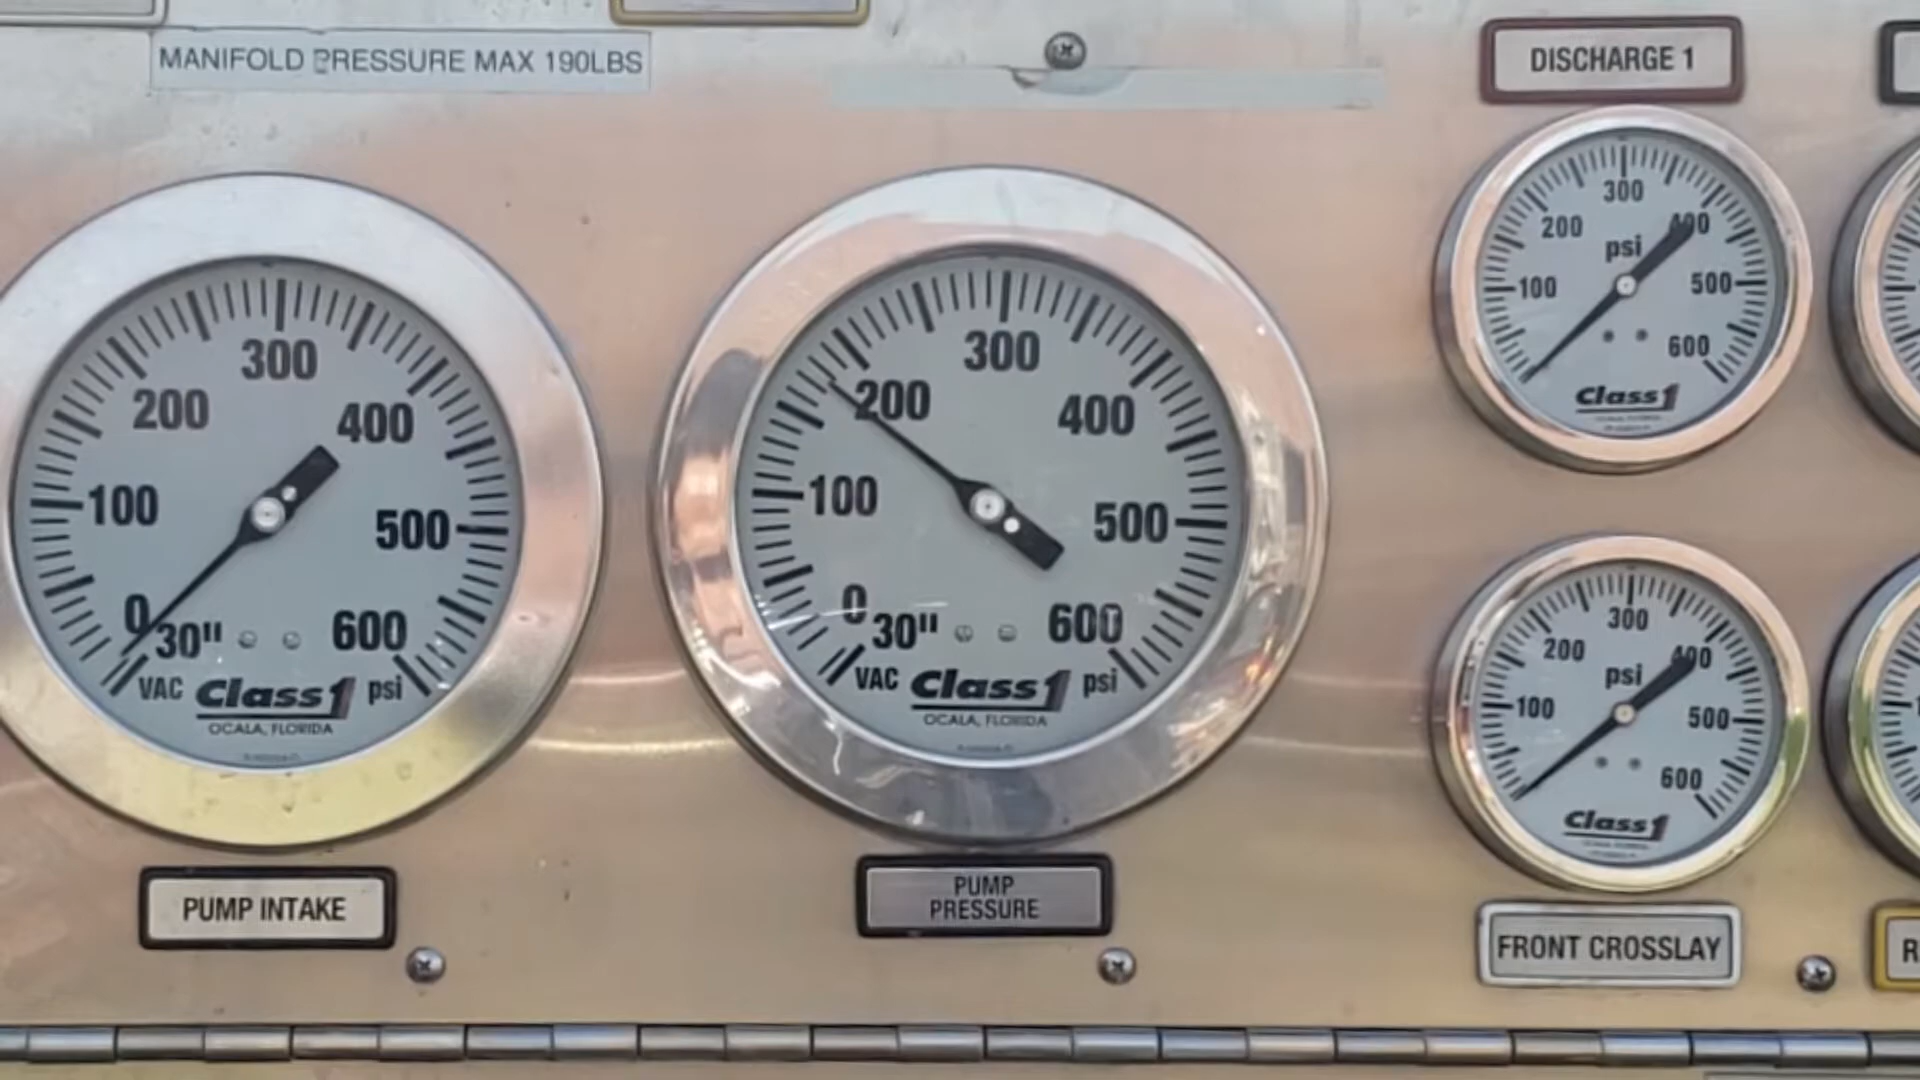 MANIFOLD PRESSURE MAX 190LBS
DISCHARGE 1
300
200
400
100
500
0
600
30"
VAC
psi
Class1
OCALA, FLORIDA
PUMP INTAKE
300
200
400
100
500
0
600
30"
VAC
psi
Class1
OCALA, FLORIDA
PUMP
PRESSURE
300
200
400
psi
100
500
600
Class1
300
200
400
psi
100
500
600
Class1
FRONT CROSSLAY
R